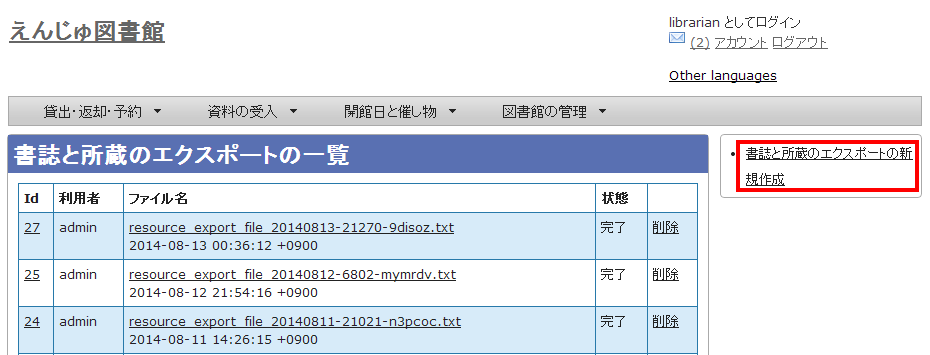 えんじゅ図書館
librarian としてログイン
(2) アカウント ログアウト
Other languages
貸出・返却・予約 資料の受入 開館日と催し物 図書館の管理
書誌と所蔵のエクスポートの一覧
Id 利用者 ファイル名 状態
27 admin resource_export_file_20140813-21270-9disoz.txt 完了 削除
2014-08-13 00:36:12 +0900
25 admin resource_export_file_20140812-6802-mymrdv.txt 完了 削除
2014-08-12 21:54:16 +0900
24 admin resource_export_file_20140811-21021-n3pcoc.txt 完了 削除
2014-08-11 14:26:15 +0900
書誌と所蔵のエクスポートの新
規作成